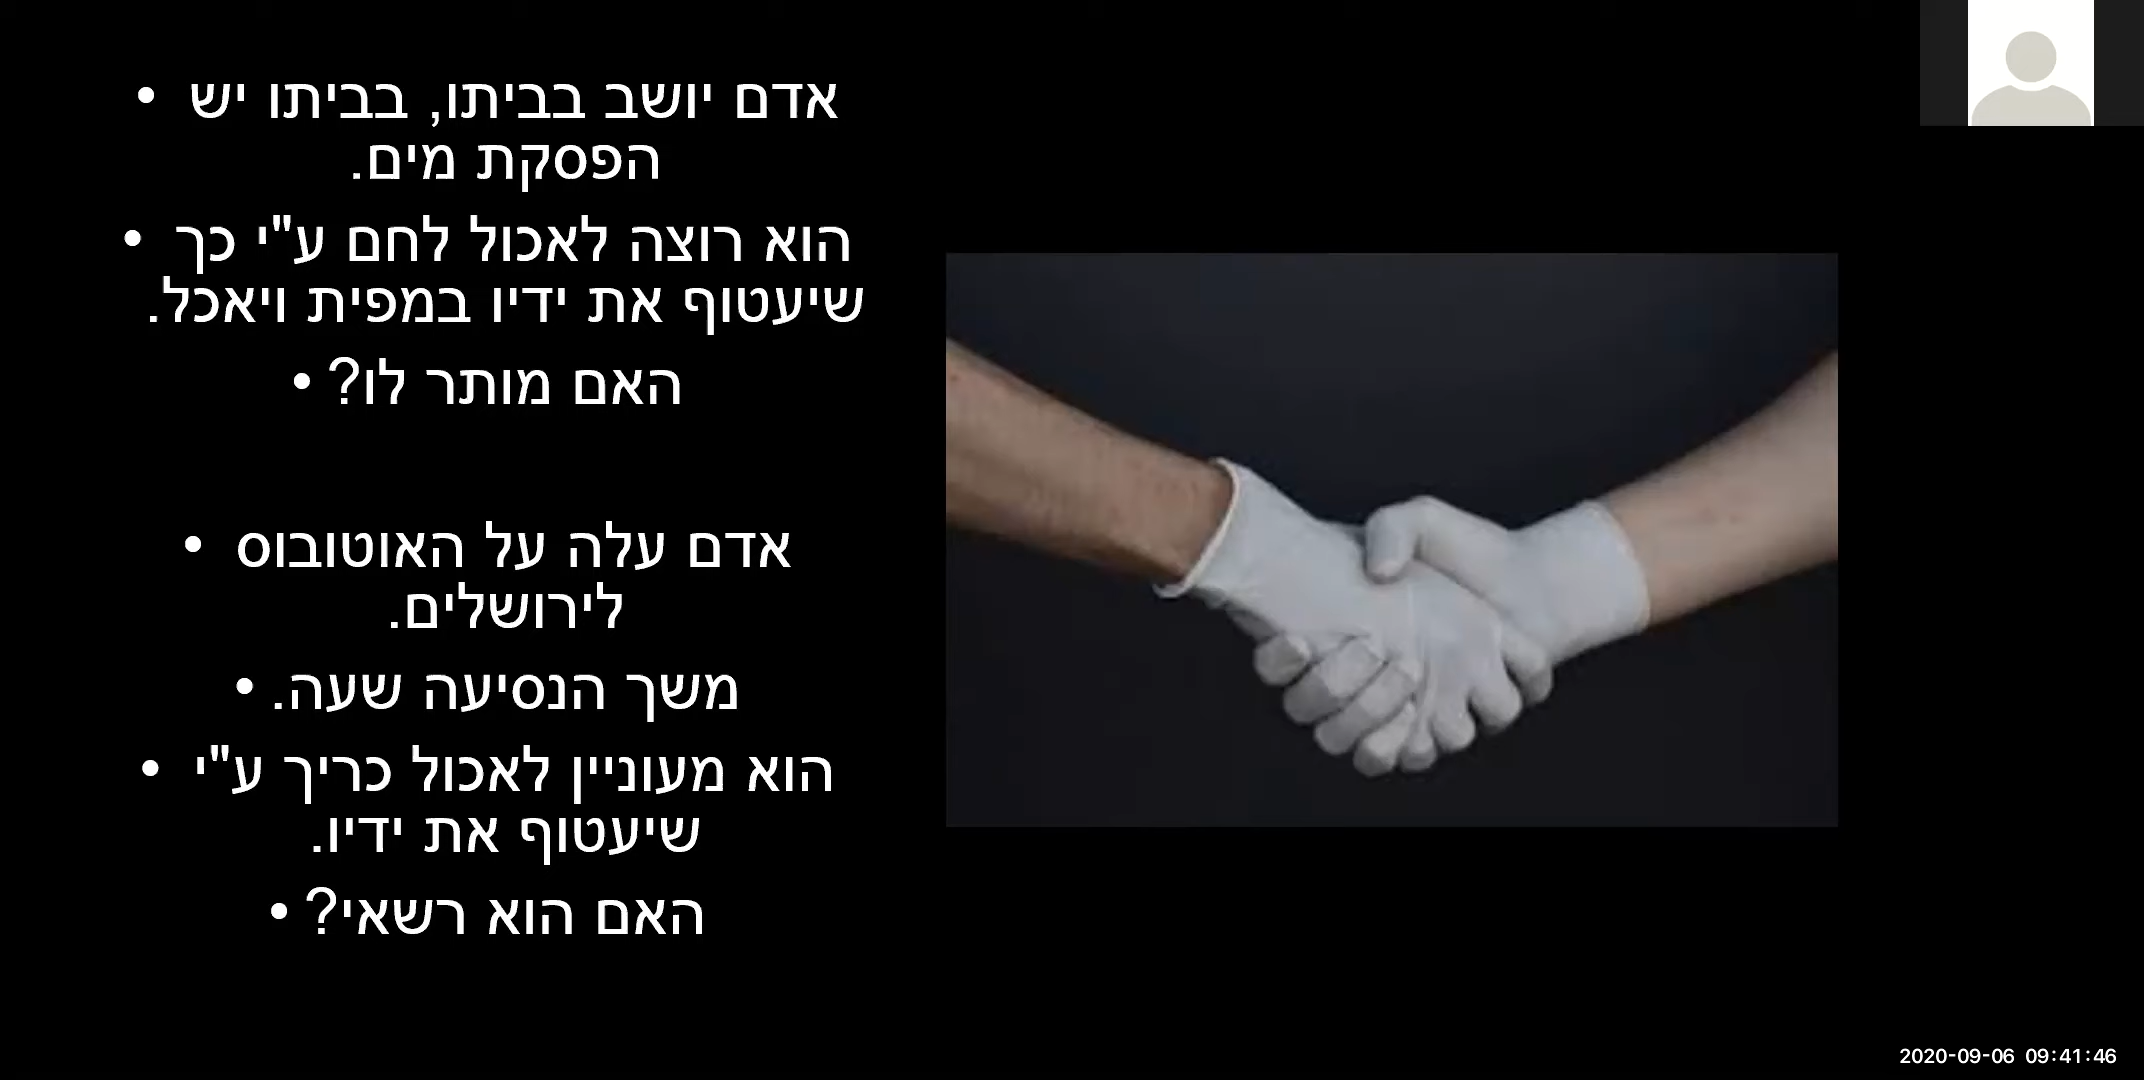 אדם יושב בביתו, בביתו יש •
הפסקת מים.
הוא רוצה לאכול לחם ע"י כך •
שיעטוף את ידיו במפית ויאכל.
האם מותר לו? •
אדם עלה על האוטובוס •
לירושלים.
משך הנסיעה שעה. •
הוא מעוניין לאכול כריך ע"י •
שיעטוף את ידיו.
האם הוא רשאי? •
2020-09-06 09:41:46